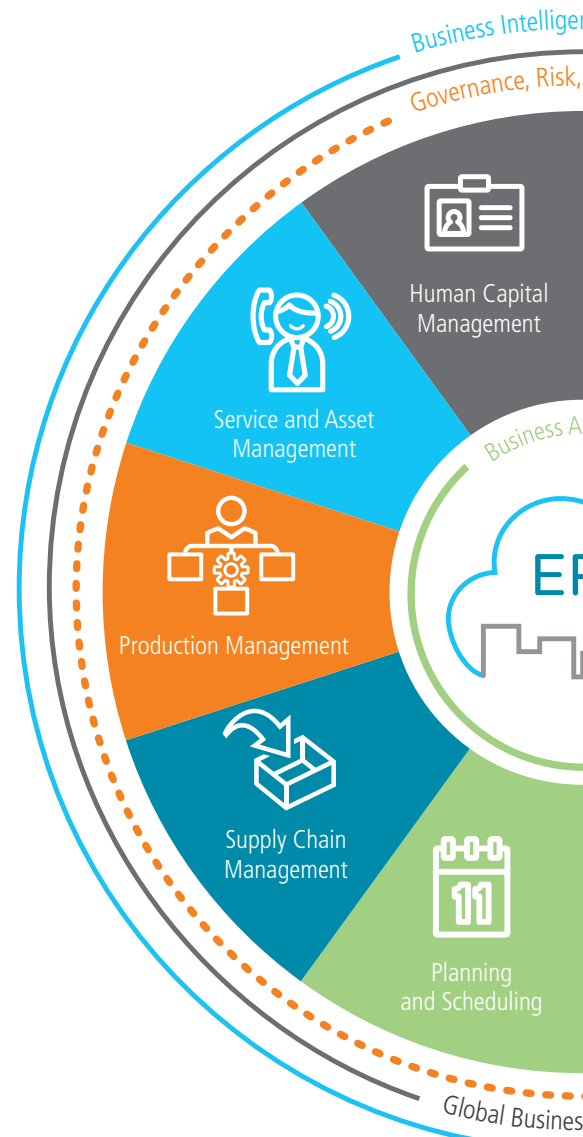 Business Intellige
Governance, Risk,
Human Capital
Management
Service and Asset
Management
Business A
Production Management
Supply Chain
Management
11
Planning
and Scheduling
Global Busines